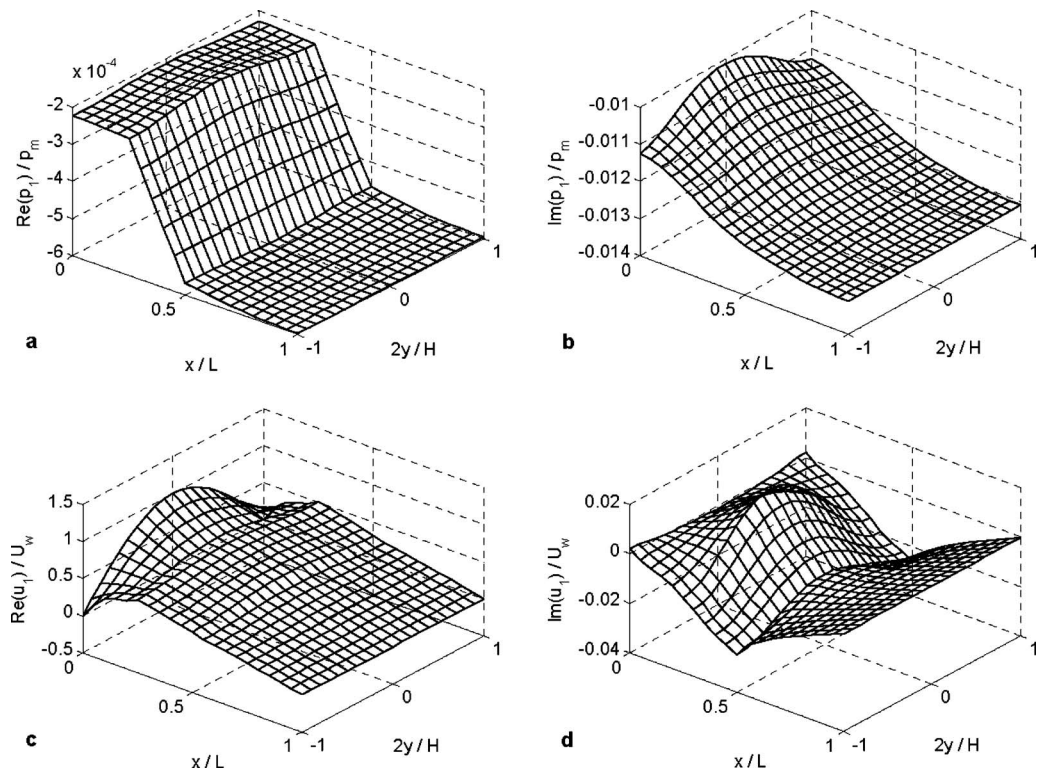 x 10⁻⁴
-2
-3
-4
-5
-6
Re(p₁) / pₘ
0
0.5
1
-1
0
1
x / L
2y / H
a
-0.01
-0.011
-0.012
-0.013
-0.014
Im(p₁) / pₘ
0
0.5
1
-1
0
1
x / L
2y / H
b
1.5
1
0.5
0
-0.5
Re(u₁) / U_w
0
0.5
1
-1
0
1
x / L
2y / H
c
0.02
0
-0.02
-0.04
Im(u₁) / U_w
0
0.5
1
-1
0
1
x / L
2y / H
d